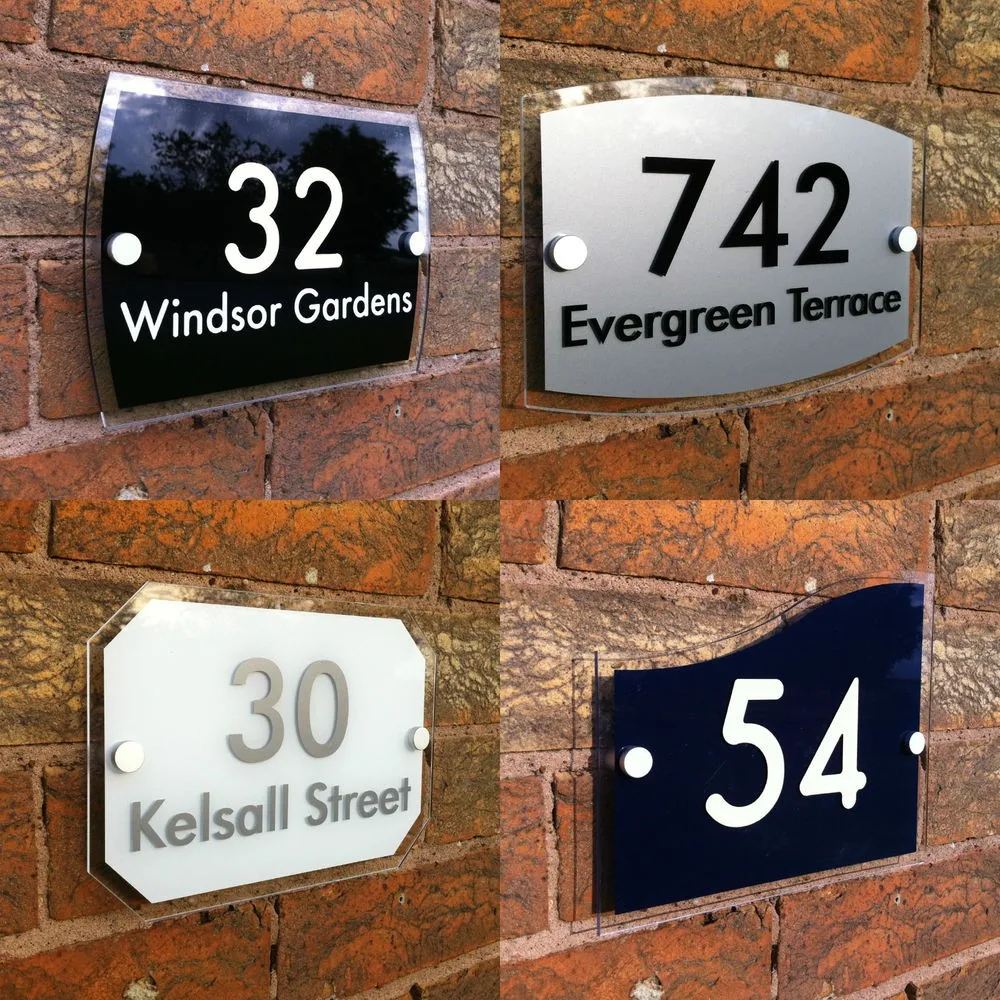 32
Windsor Gardens
742
Evergreen Terrace
30
Kelsall Street
54